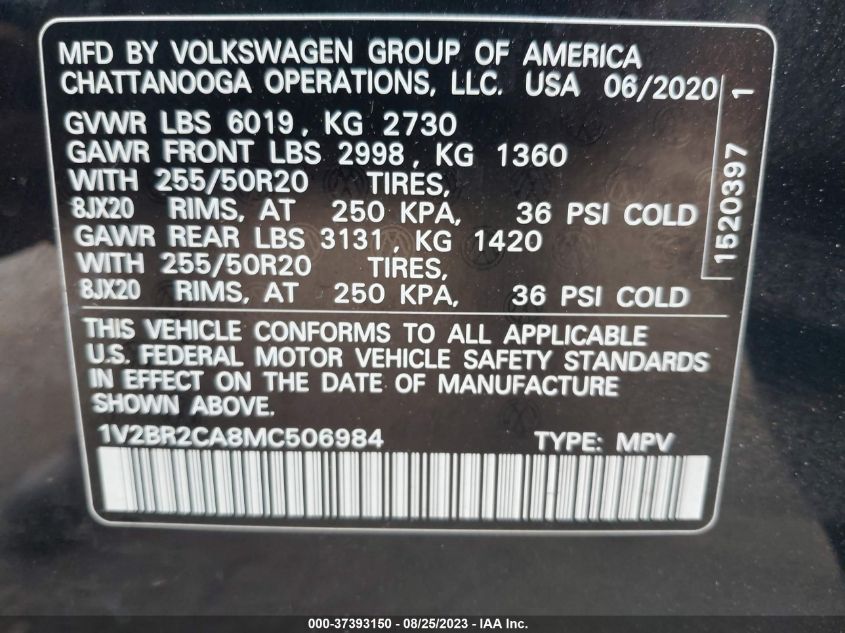 MFD BY VOLKSWAGEN GROUP OF AMERICA
CHATTANOOGA OPERATIONS, LLC. USA 06/2020
GVWR LBS 6019, KG 2730
GAWR FRONT LBS 2998, KG 1360
WITH 255/50R20 TIRES,
8JX20 RIMS, AT 250 KPA, 36 PSI COLD
GAWR REAR LBS 3131, KG 1420
WITH 255/50R20 TIRES,
8JX20 RIMS, AT 250 KPA, 36 PSI COLD
1520397 1
THIS VEHICLE CONFORMS TO ALL APPLICABLE
U.S. FEDERAL MOTOR VEHICLE SAFETY STANDARDS
IN EFFECT ON THE DATE OF MANUFACTURE
SHOWN ABOVE.
1V2BR2CA8MC506984 TYPE: MPV
000-37393150 - 08/25/2023 - IAA Inc.